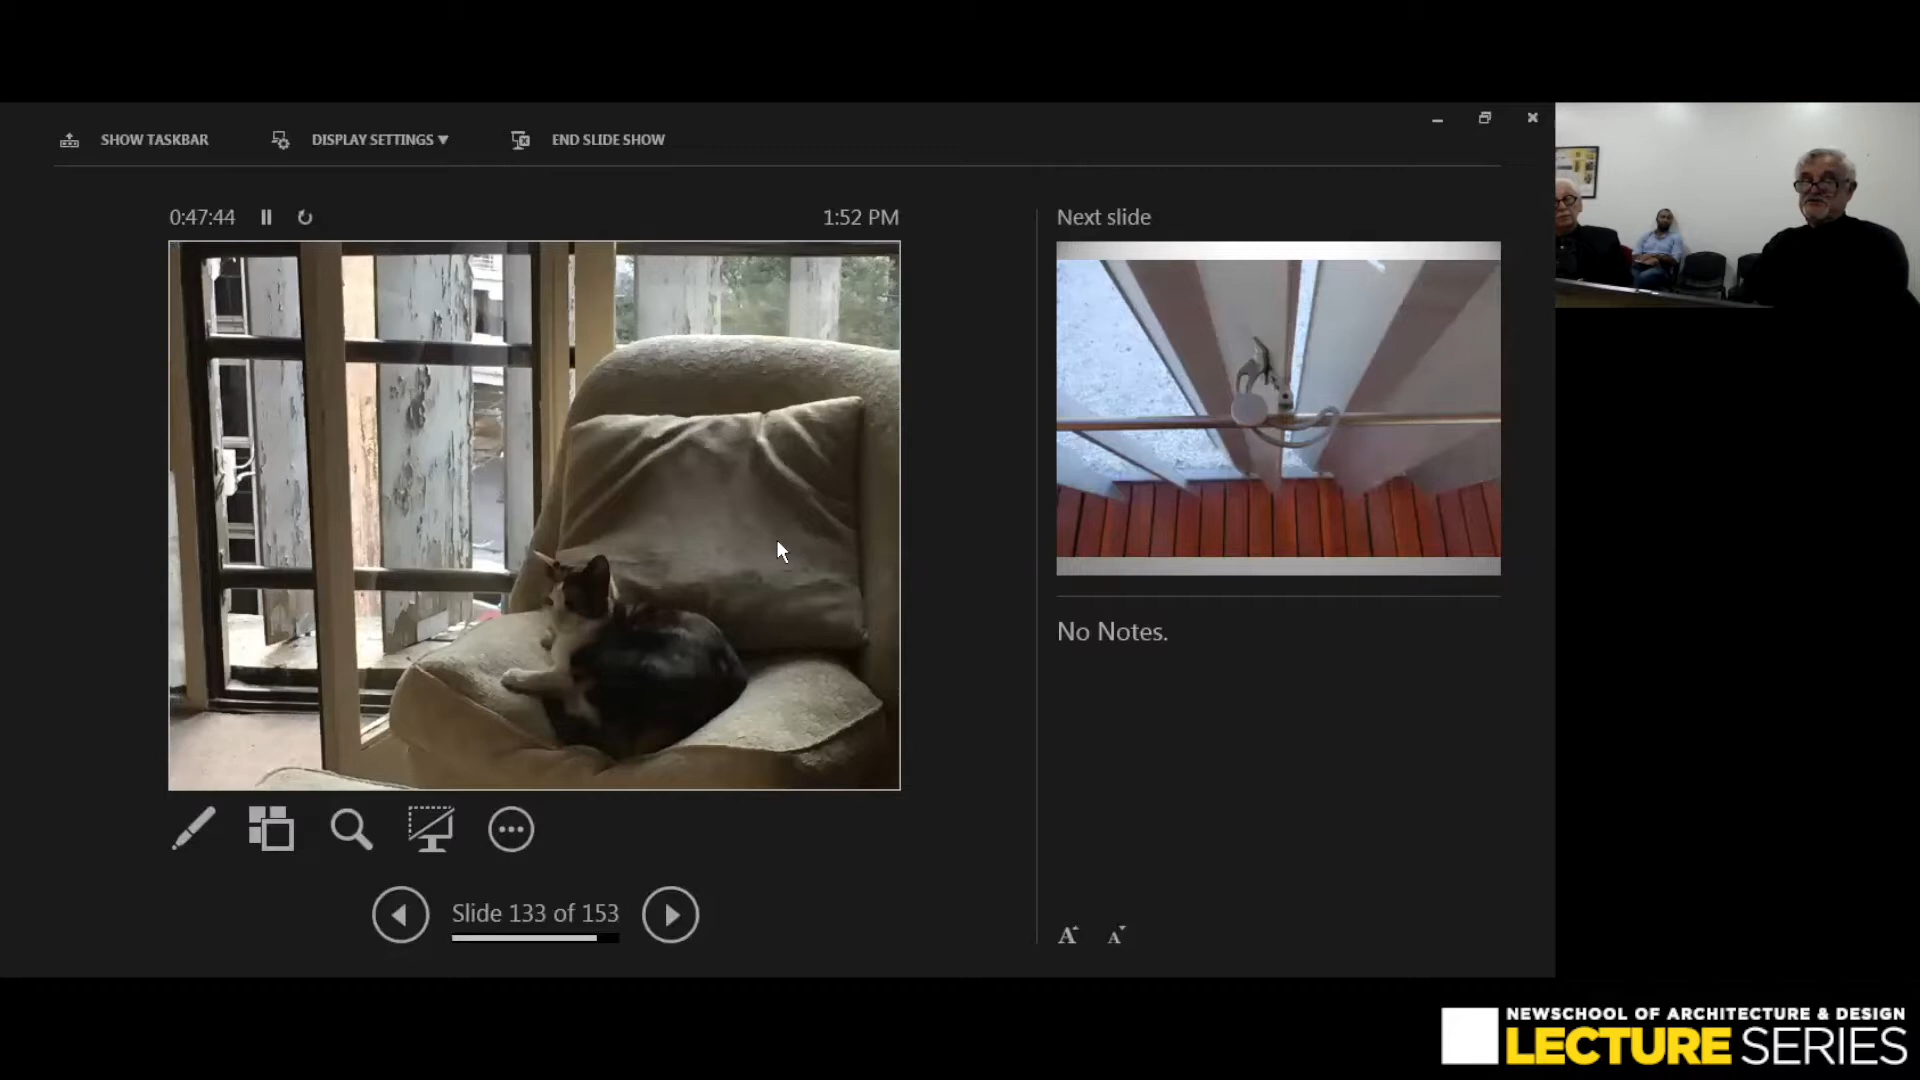 SHOW TASKBAR
DISPLAY SETTINGS ▼
END SLIDE SHOW
0:47:44
1:52 PM
Next slide
No Notes.
Slide 133 of 153
A A
NEWSCHOOL OF ARCHITECTURE & DESIGN
LECTURE SERIES